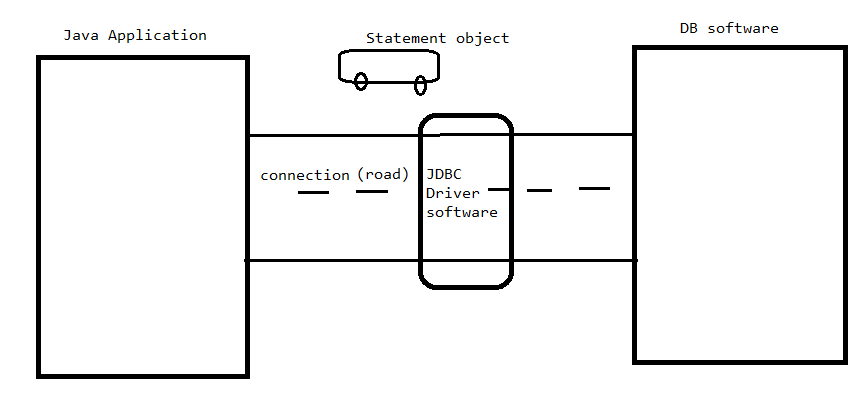 Java Application
Statement object
DB software
connection (road)
JDBC
Driver
software